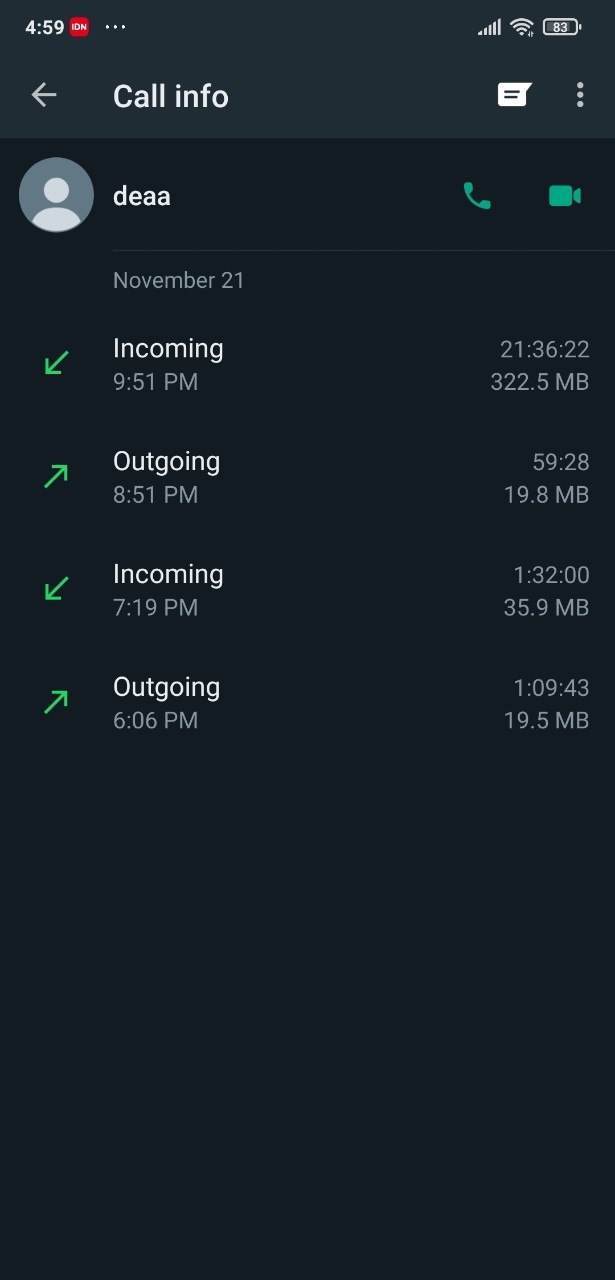 4:59 IDN ... 83
Call info
deaa
November 21
Incoming 21:36:22
9:51 PM 322.5 MB
Outgoing 59:28
8:51 PM 19.8 MB
Incoming 1:32:00
7:19 PM 35.9 MB
Outgoing 1:09:43
6:06 PM 19.5 MB